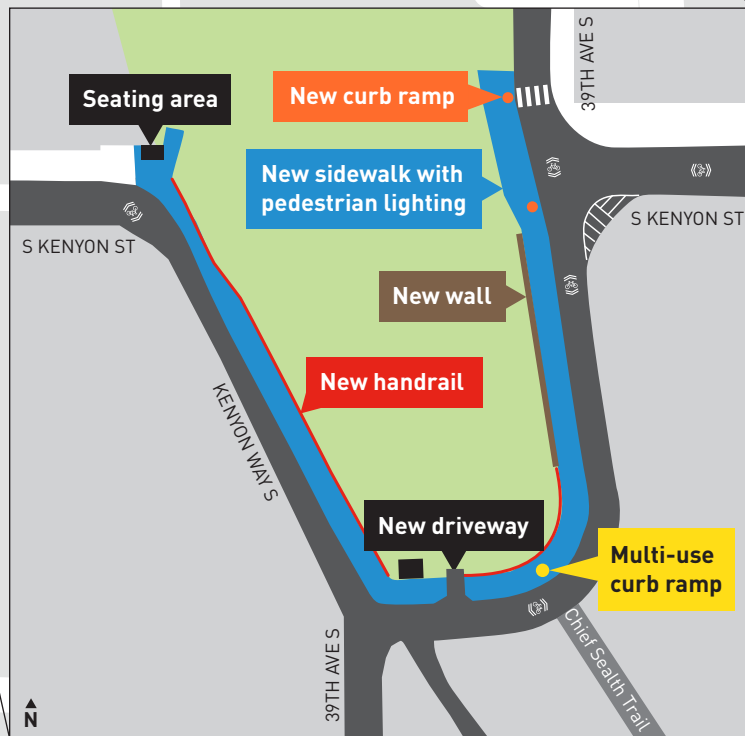 39TH AVE S
Seating area
New curb ramp
New sidewalk with
pedestrian lighting
S KENYON ST
S KENYON ST
New wall
New handrail
KENYON WAY S
New driveway
Multi-use
curb ramp
39TH AVE S
Chief Sealth Trail
N